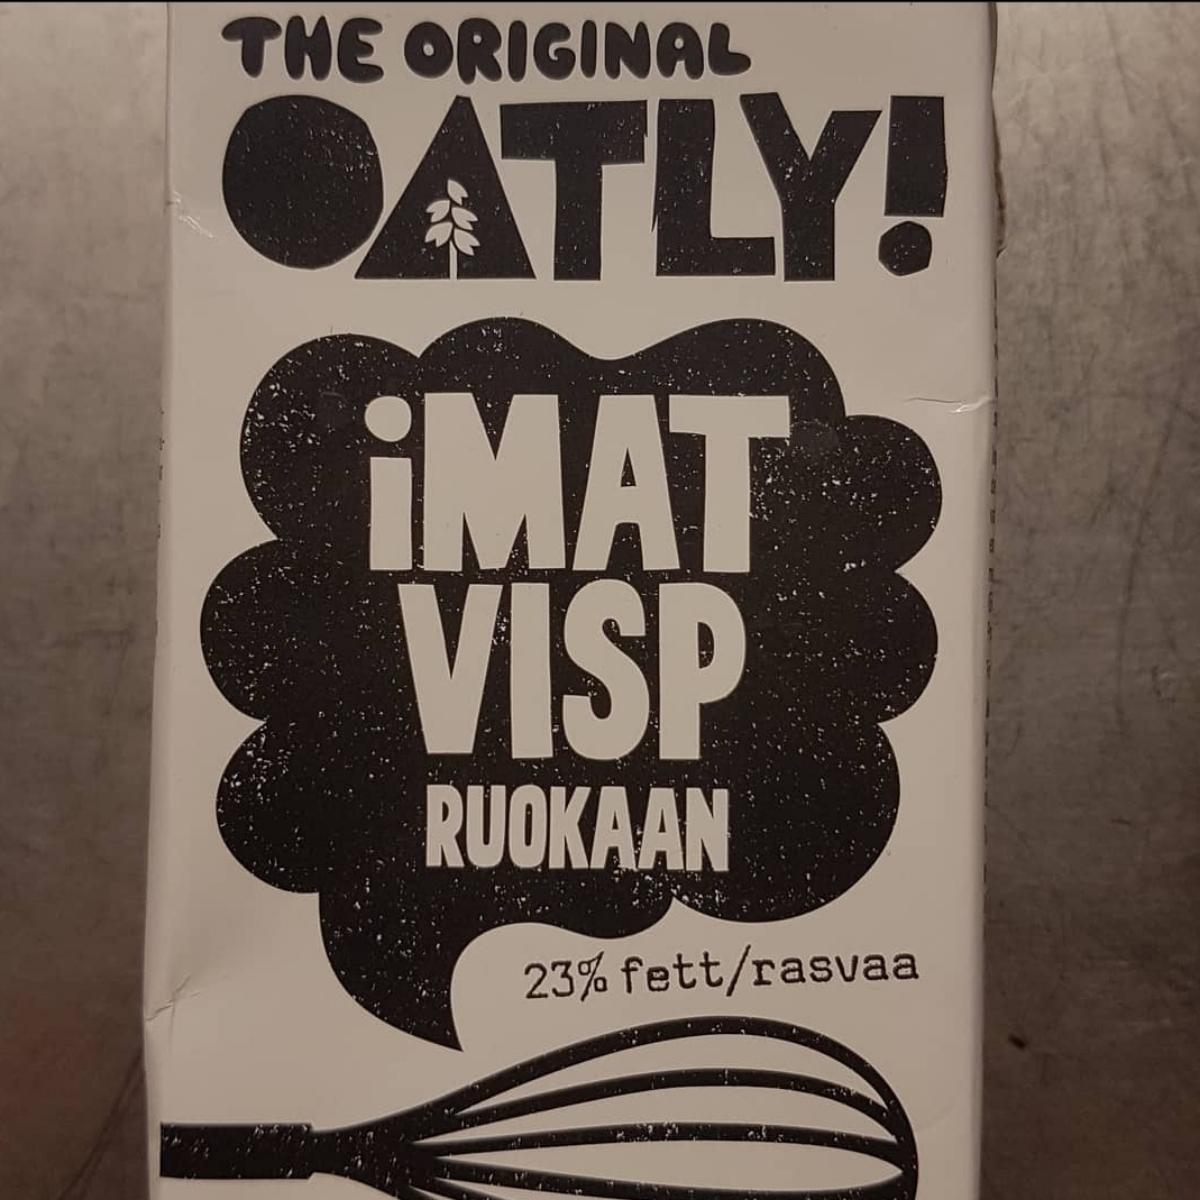 THE ORIGINAL
OATLY!
iMAT
VISP
RUOKAAN
23% fett/rasvaa